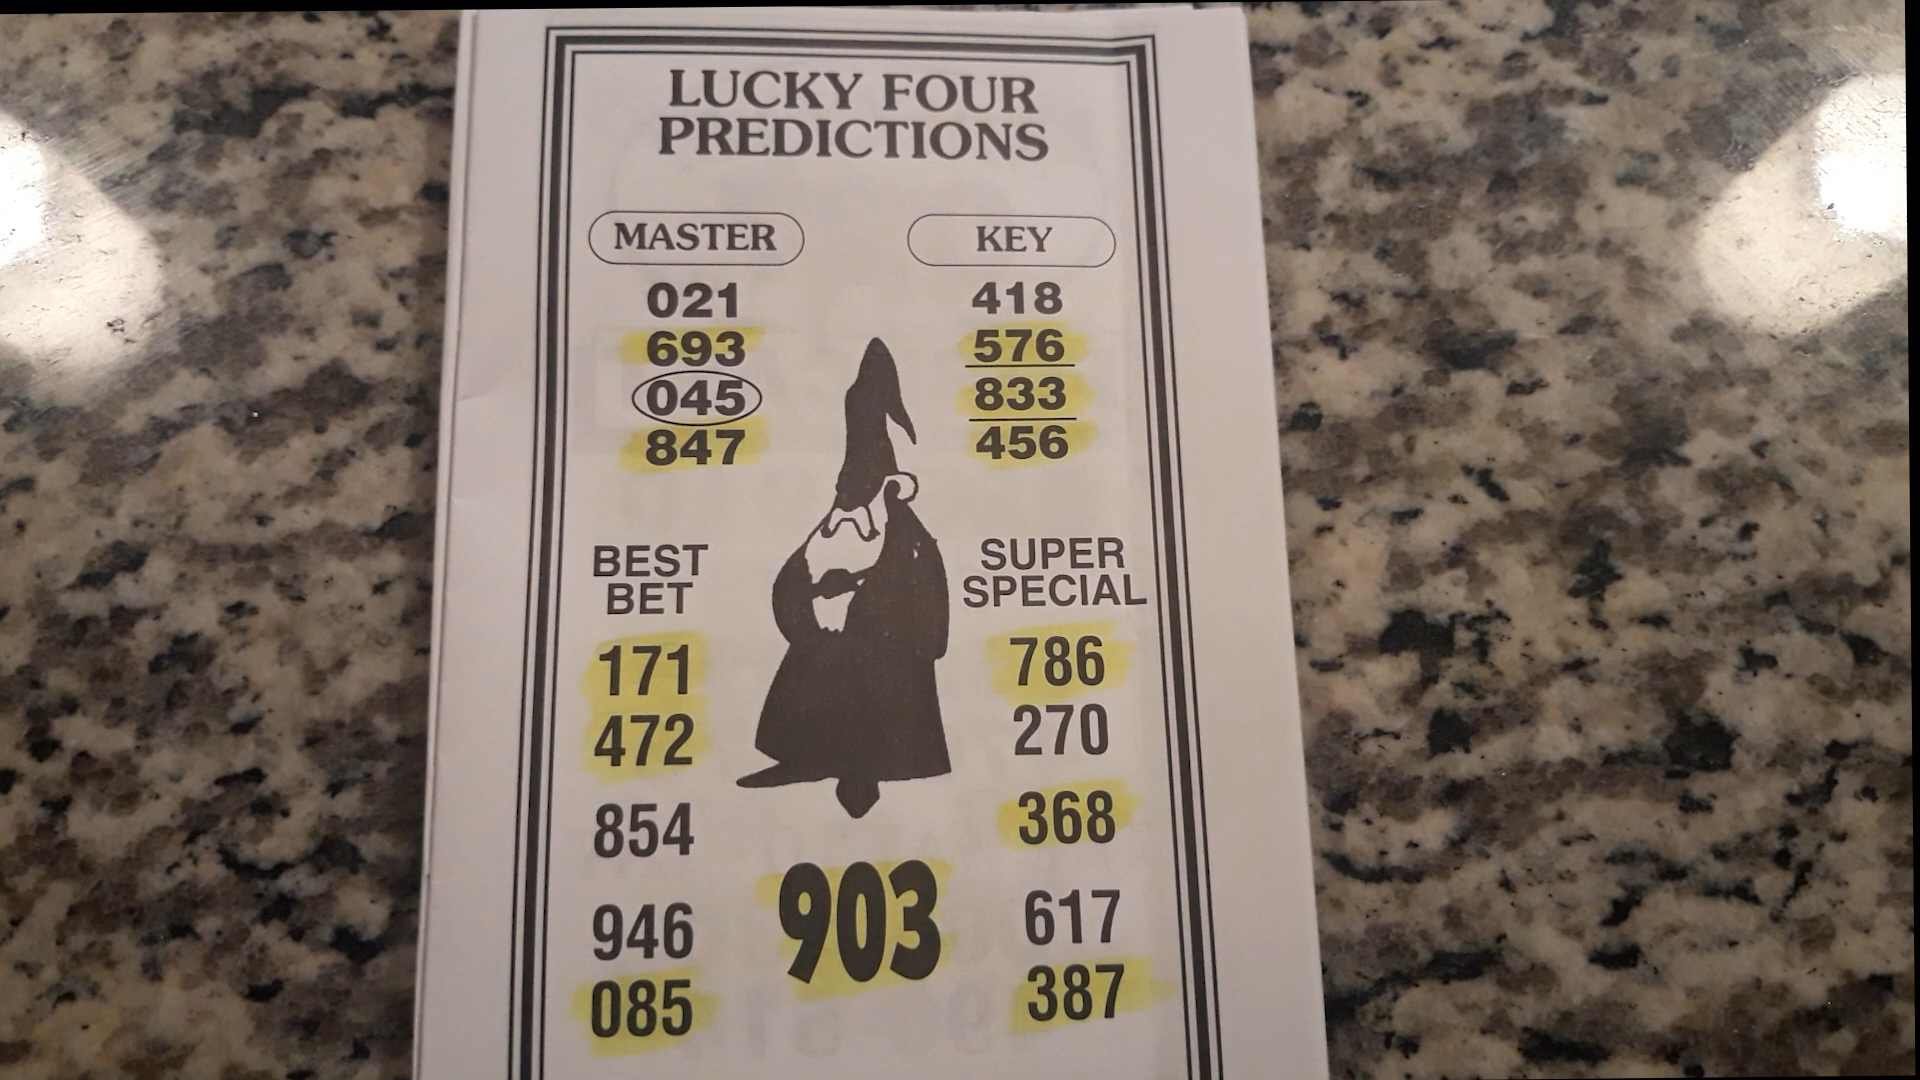 LUCKY FOUR
PREDICTIONS
MASTER
021
693
045
847
KEY
418
576
833
456
BEST
BET
171
472
854
946
085
903
SUPER
SPECIAL
786
270
368
617
387